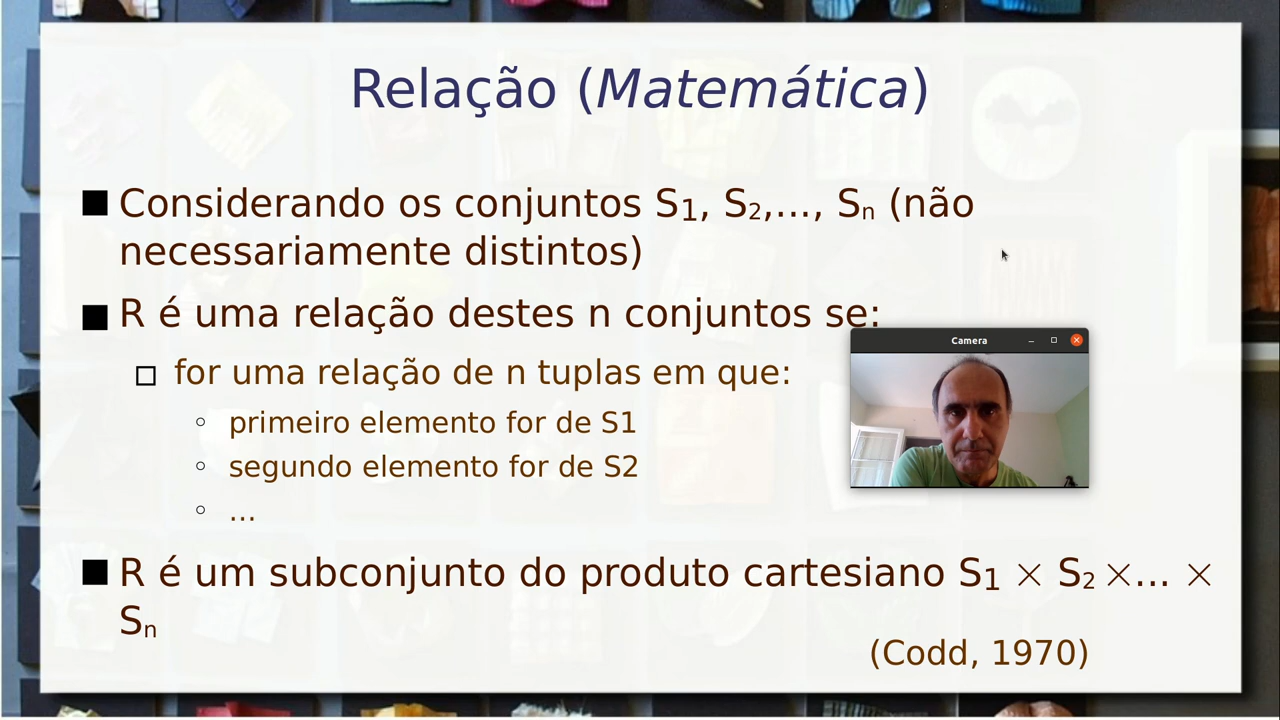 Relação (Matemática)
Considerando os conjuntos S1, S2,..., Sn (não
necessariamente distintos)
R é uma relação destes n conjuntos se:
for uma relação de n tuplas em que:
primeiro elemento for de S1
segundo elemento for de S2
...
Camera
R é um subconjunto do produto cartesiano S1 × S2 ×... ×
Sn
(Codd, 1970)